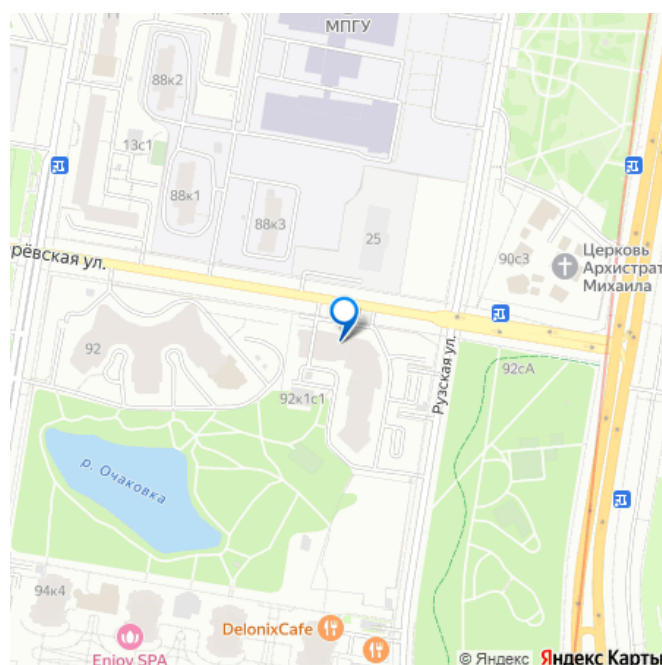 МПГУ
88к2
13с1
88к1
88к3
25
90с3
Церковь
Архистрат
Михаила
рёвская ул.
92
92к1с1
Рузская ул.
92сА
р. Очаковка
94к4
DelonixCafe
Enjoy SPA
© Яндекс Яндекс Карты